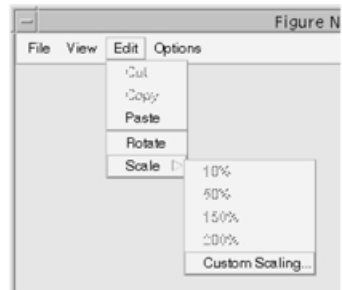 Figure N
File View Edit Options
Cut
Copy
Paste
Rotate
Scale
10%
50%
150%
200%
Custom Scaling...